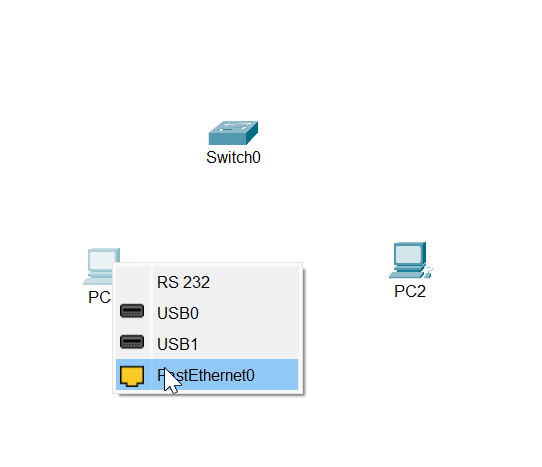 Switch0
PC
PC2
RS 232
USB0
USB1
FastEthernet0